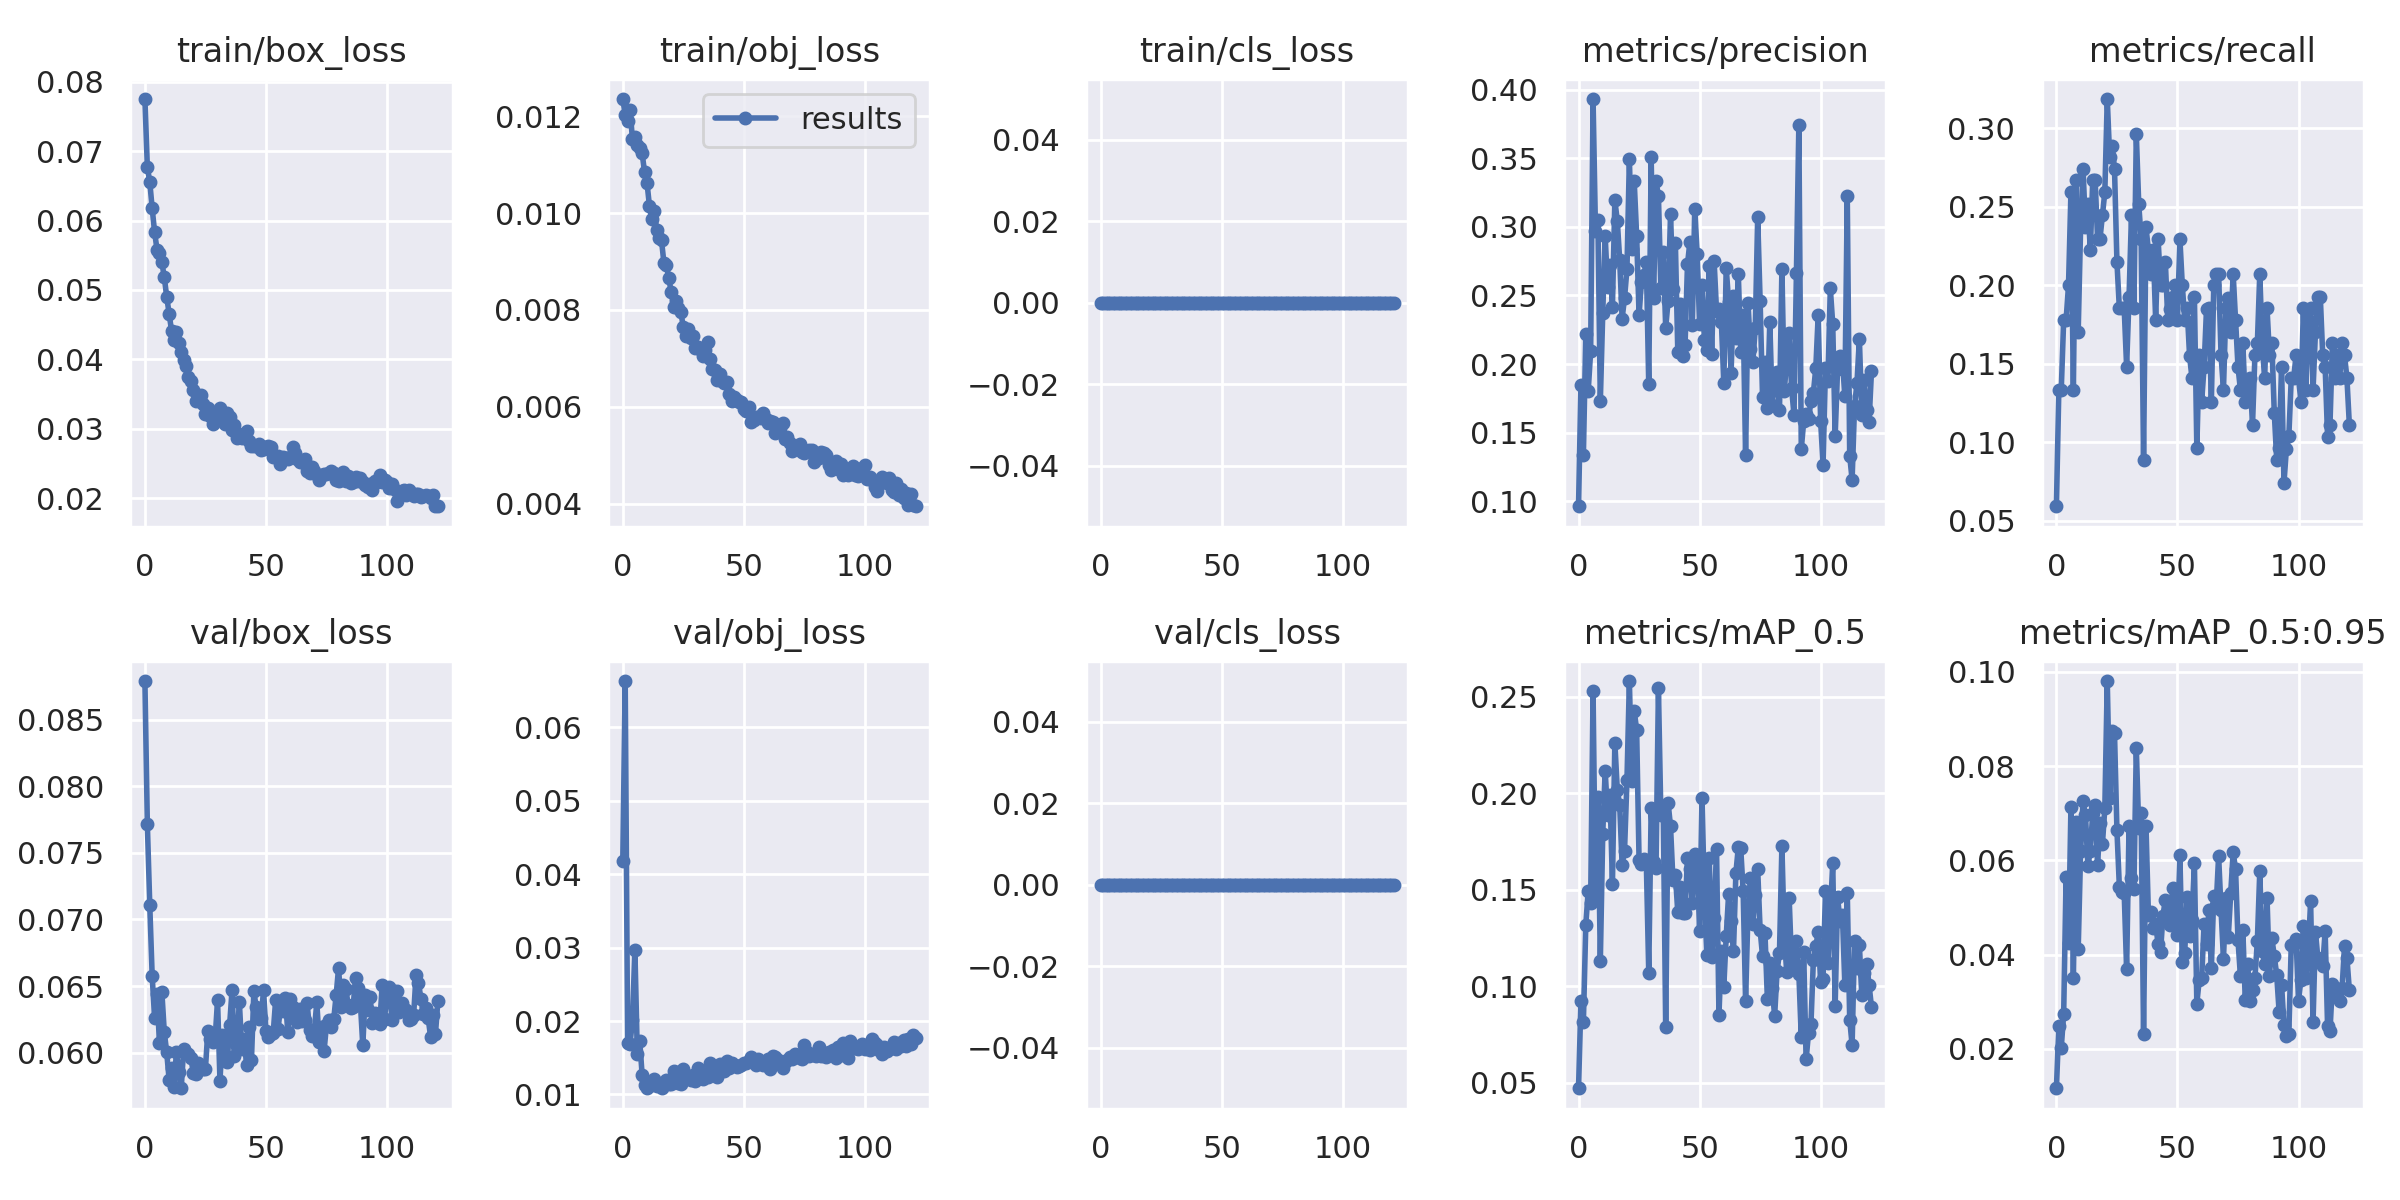 train/box_loss
0.08
0.07
0.06
0.05
0.04
0.03
0.02
0 50 100
train/obj_loss
results
0.012
0.010
0.008
0.006
0.004
0 50 100
train/cls_loss
0.04
0.02
0.00
−0.02
−0.04
0 50 100
metrics/precision
0.40
0.35
0.30
0.25
0.20
0.15
0.10
0 50 100
metrics/recall
0.30
0.25
0.20
0.15
0.10
0.05
0 50 100
val/box_loss
0.085
0.080
0.075
0.070
0.065
0.060
0 50 100
val/obj_loss
0.06
0.05
0.04
0.03
0.02
0.01
0 50 100
val/cls_loss
0.04
0.02
0.00
−0.02
−0.04
0 50 100
metrics/mAP_0.5
0.25
0.20
0.15
0.10
0.05
0 50 100
metrics/mAP_0.5:0.95
0.10
0.08
0.06
0.04
0.02
0 50 100